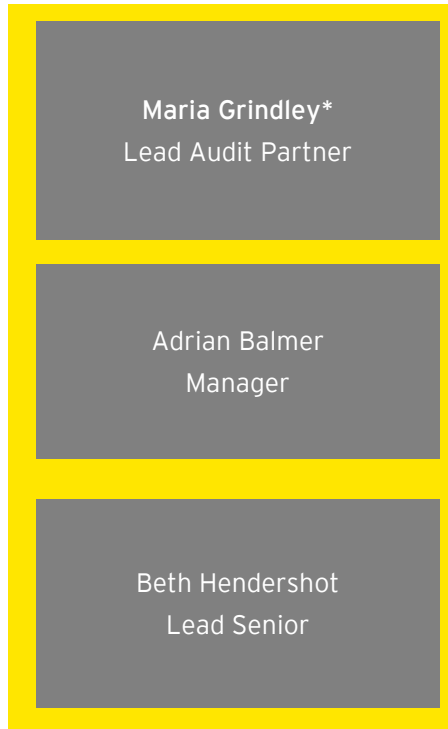 Maria Grindley*
Lead Audit Partner
Adrian Balmer
Manager
Beth Hendershot
Lead Senior